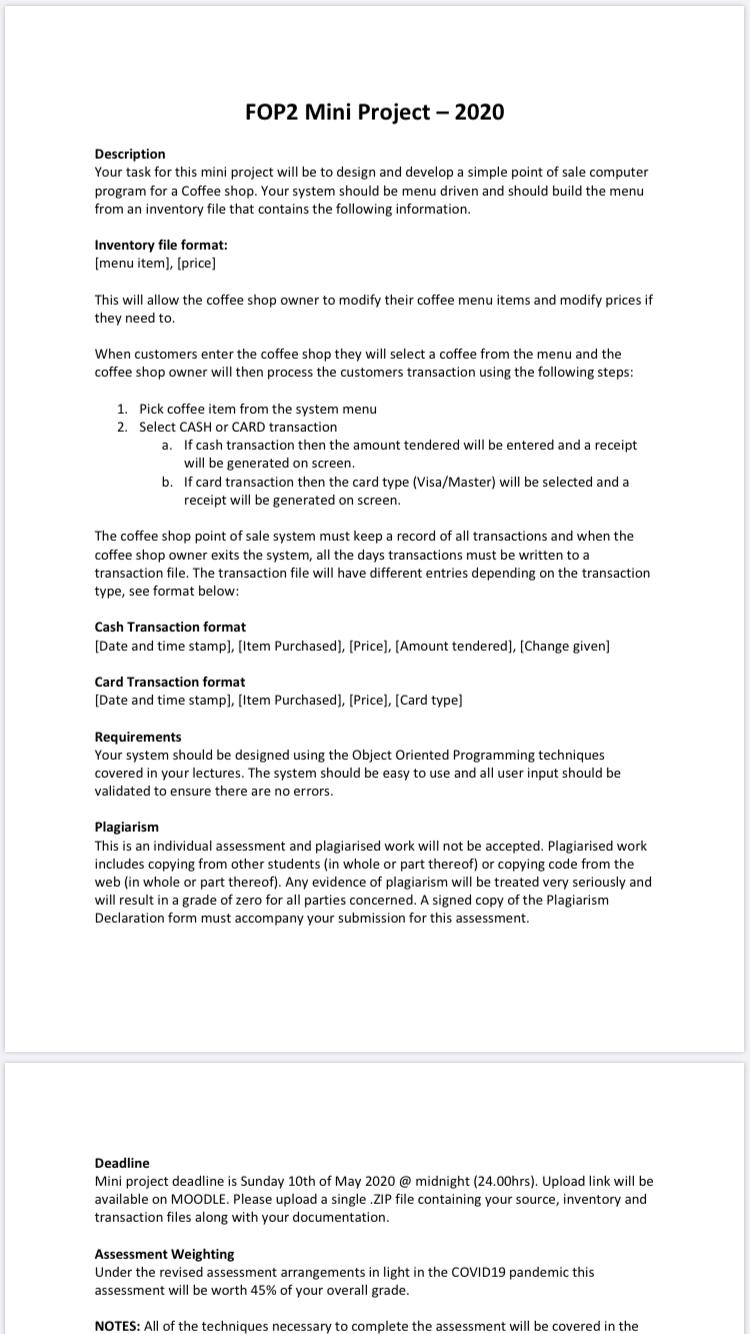 FOP2 Mini Project – 2020
Description
Your task for this mini project will be to design and develop a simple point of sale computer
program for a Coffee shop. Your system should be menu driven and should build the menu
from an inventory file that contains the following information.
Inventory file format:
[menu item], [price]
This will allow the coffee shop owner to modify their coffee menu items and modify prices if
they need to.
When customers enter the coffee shop they will select a coffee from the menu and the
coffee shop owner will then process the customers transaction using the following steps:
1. Pick coffee item from the system menu
2. Select CASH or CARD transaction
a. If cash transaction then the amount tendered will be entered and a receipt
will be generated on screen.
b. If card transaction then the card type (Visa/Master) will be selected and a
receipt will be generated on screen.
The coffee shop point of sale system must keep a record of all transactions and when the
coffee shop owner exits the system, all the days transactions must be written to a
transaction file. The transaction file will have different entries depending on the transaction
type, see format below:
Cash Transaction format
[Date and time stamp], [Item Purchased], [Price], [Amount tendered], [Change given]
Card Transaction format
[Date and time stamp], [Item Purchased], [Price], [Card type]
Requirements
Your system should be designed using the Object Oriented Programming techniques
covered in your lectures. The system should be easy to use and all user input should be
validated to ensure there are no errors.
Plagiarism
This is an individual assessment and plagiarised work will not be accepted. Plagiarised work
includes copying from other students (in whole or part thereof) or copying code from the
web (in whole or part thereof). Any evidence of plagiarism will be treated very seriously and
will result in a grade of zero for all parties concerned. A signed copy of the Plagiarism
Declaration form must accompany your submission for this assessment.
Deadline
Mini project deadline is Sunday 10th of May 2020 @ midnight (24.00hrs). Upload link will be
available on MOODLE. Please upload a single .ZIP file containing your source, inventory and
transaction files along with your documentation.
Assessment Weighting
Under the revised assessment arrangements in light in the COVID19 pandemic this
assessment will be worth 45% of your overall grade.
NOTES: All of the techniques necessary to complete the assessment will be covered in the